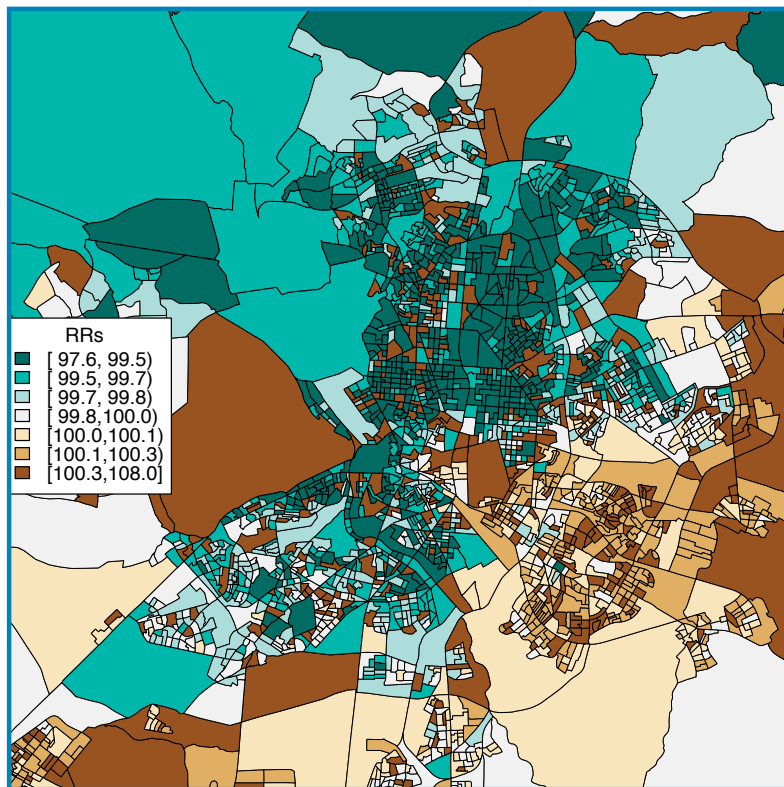 RRs
[ 97.6, 99.5)
[ 99.5, 99.7)
[ 99.7, 99.8)
[ 99.8,100.0)
[100.0,100.1)
[100.1,100.3)
[100.3,108.0]